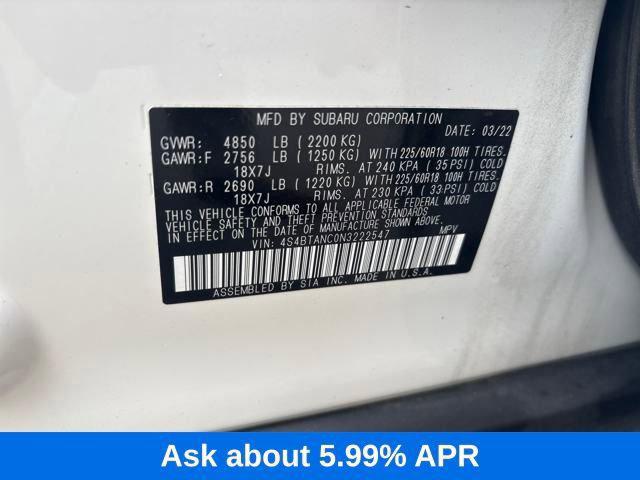 MFD BY SUBARU CORPORATION
DATE: 03/22
GVWR: 4850 LB (2200 KG)
GAWR:F 2756 LB (1250 KG) WITH 225/60R18 100H TIRES.
18X7J RIMS. AT 240 KPA (35 PSI) COLD
GAWR:R 2690 LB (1220 KG) WITH 225/60R18 100H TIRES.
18X7J RIMS. AT 230 KPA (33 PSI) COLD
THIS VEHICLE CONFORMS TO ALL APPLICABLE FEDERAL MOTOR
VEHICLE SAFETY AND THEFT PREVENTION STANDARDS
IN EFFECT ON THE DATE OF MANUFACTURE SHOWN ABOVE.
VIN: 4S4BTANC0N3222547 MPV
ASSEMBLED BY SIA INC. MADE IN U.S.A.
Ask about 5.99% APR